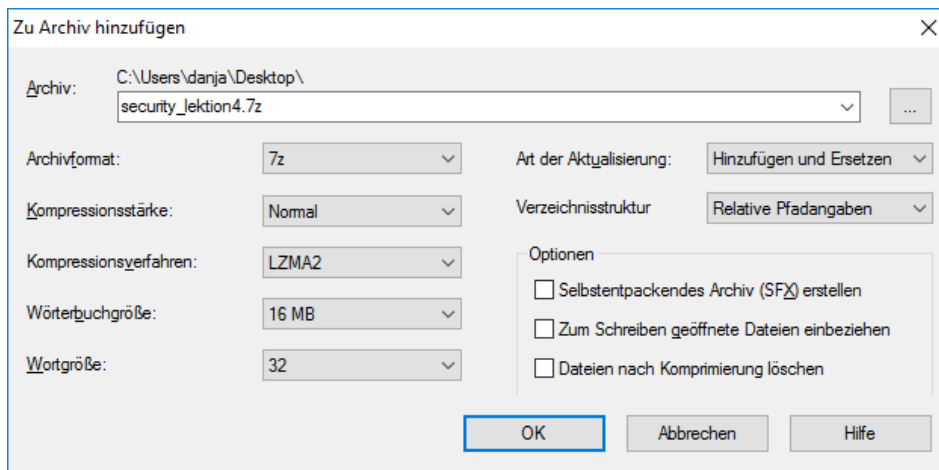 Zu Archiv hinzufügen
Archiv:
C:\Users\danja\Desktop\
security_lektion4.7z
...
Archivformat: 7z
Kompressionsstärke: Normal
Kompressionsverfahren: LZMA2
Wörterbuchgröße: 16 MB
Wortgröße: 32
Art der Aktualisierung: Hinzufügen und Ersetzen
Verzeichnisstruktur Relative Pfadangaben
Optionen
Selbstentpackendes Archiv (SFX) erstellen
Zum Schreiben geöffnete Dateien einbeziehen
Dateien nach Komprimierung löschen
OK Abbrechen Hilfe